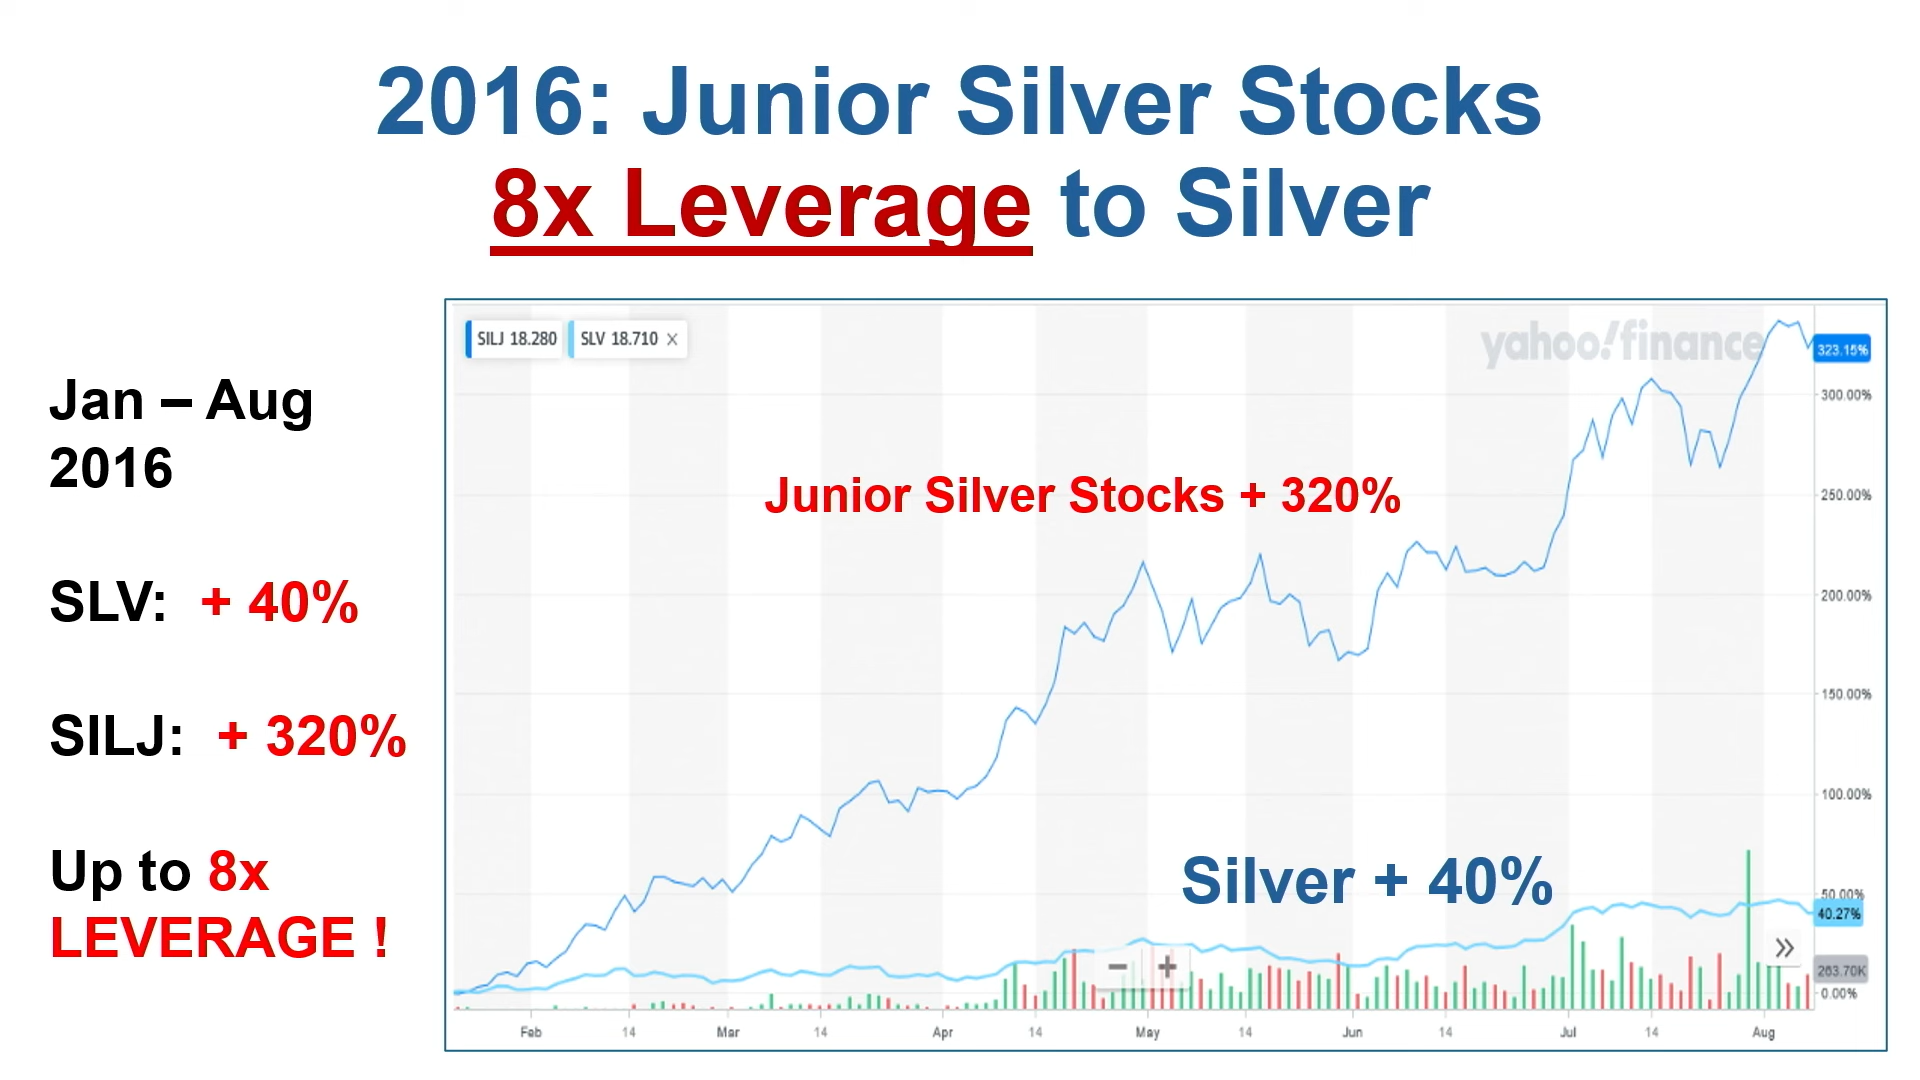 2016: Junior Silver Stocks
8x Leverage to Silver
Jan – Aug
2016
SLV: + 40%
SILJ: + 320%
Up to 8x
LEVERAGE !
SILJ 18.280
SLV 18.710 X
yahoo!finance
323.15%
300.00%
Junior Silver Stocks + 320%
250.00%
200.00%
150.00%
100.00%
Silver + 40%
50.00%
40.27%
263.70K
0.00%
Feb 14 Mar 14 Apr 14 May 14 Jun 14 Jul 14 Aug